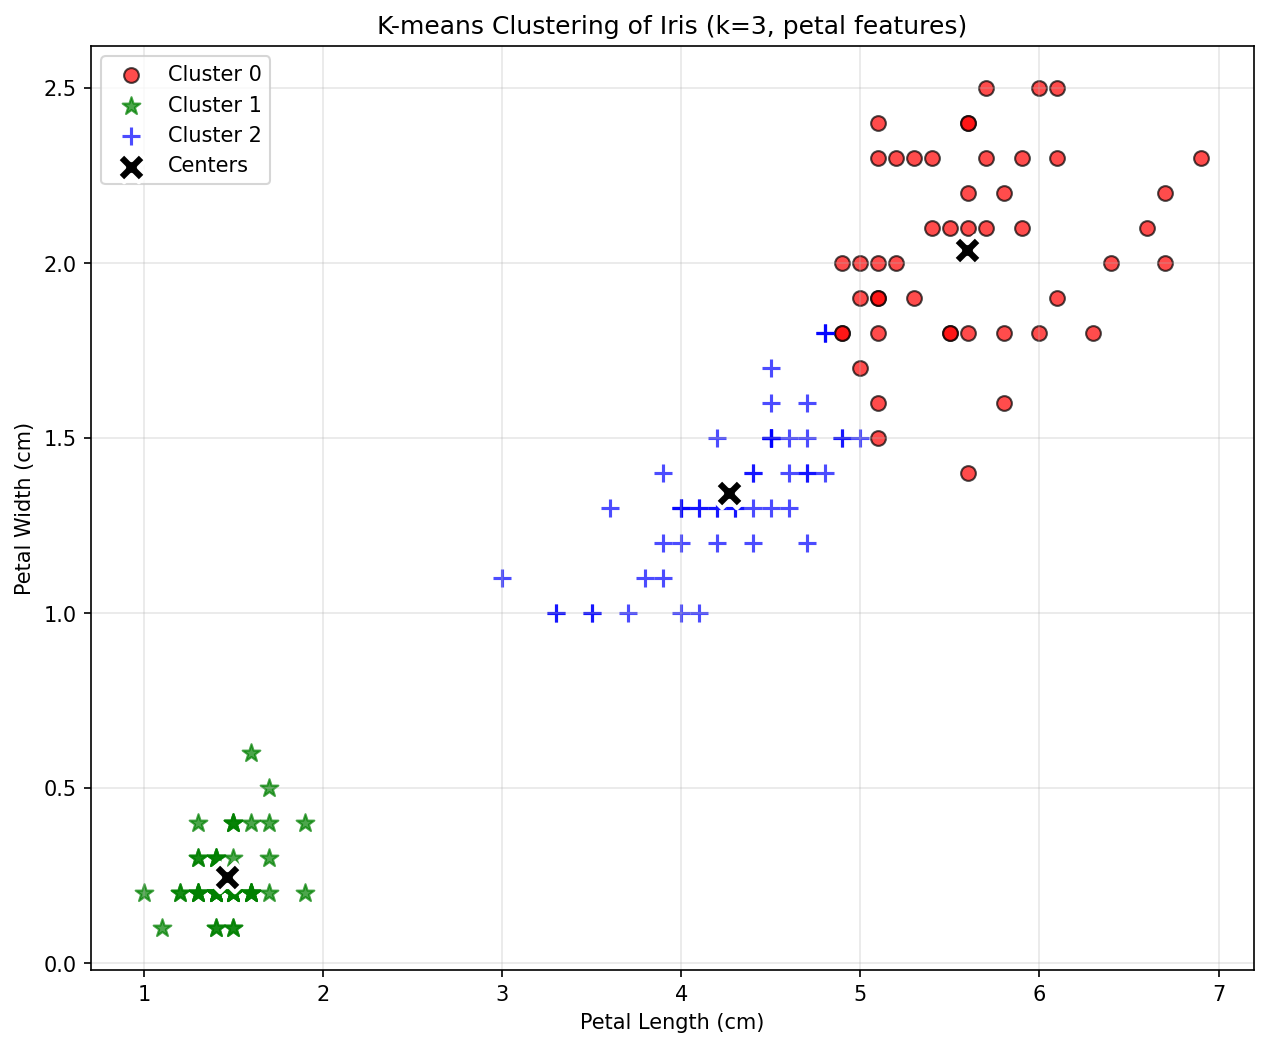 K-means Clustering of Iris (k=3, petal features)
Cluster 0
Cluster 1
Cluster 2
Centers
Petal Width (cm)
2.5
2.0
1.5
1.0
0.5
0.0
1 2 3 4 5 6 7
Petal Length (cm)